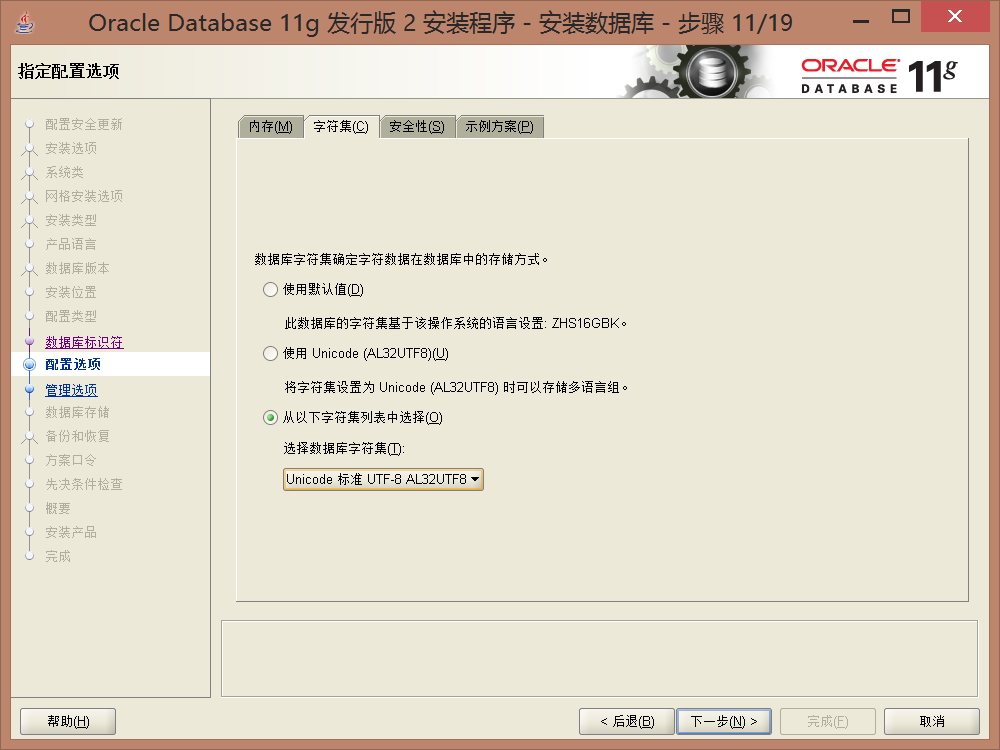 Oracle Database 11g 发行版 2 安装程序 - 安装数据库 - 步骤 11/19
指定配置选项
ORACLE 11g
DATABASE
配置安全更新
安装选项
系统类
网格安装选项
安装类型
产品语言
数据库版本
安装位置
配置类型
数据库标识符
配置选项
管理选项
数据库存储
备份和恢复
方案口令
先决条件检查
概要
安装产品
完成
内存(M) 字符集(C) 安全性(S) 示例方案(P)
数据库字符集确定字符数据在数据库中的存储方式。
使用默认值(D)
此数据库的字符集基于该操作系统的语言设置: ZHS16GBK。
使用 Unicode (AL32UTF8)(U)
将字符集设置为 Unicode (AL32UTF8) 时可以存储多语言组。
从以下字符集列表中选择(O)
选择数据库字符集(T):
Unicode 标准 UTF-8 AL32UTF8
帮助(H) < 后退(B) 下一步(N) > 完成(F) 取消